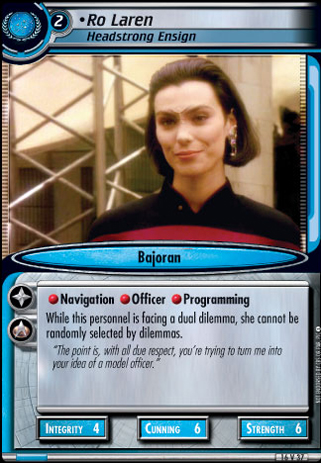 2
•Ro Laren
Headstrong Ensign
Bajoran
Navigation Officer Programming
While this personnel is facing a dual dilemma, she cannot be
randomly selected by dilemmas.
"The point is, with all due respect, you're trying to turn me into
your idea of a model officer."
INTEGRITY 4 CUNNING 6 STRENGTH 6